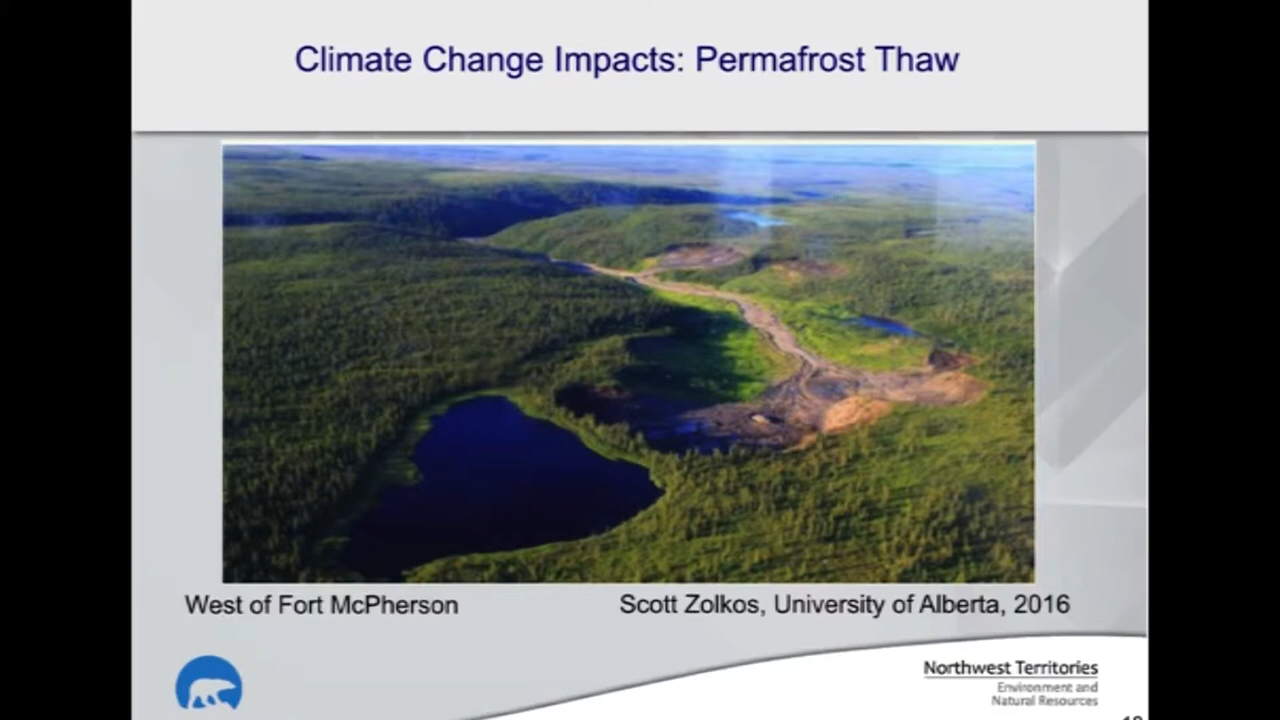 Climate Change Impacts: Permafrost Thaw
West of Fort McPherson
Scott Zolkos, University of Alberta, 2016
Northwest Territories
Environment and
Natural Resources